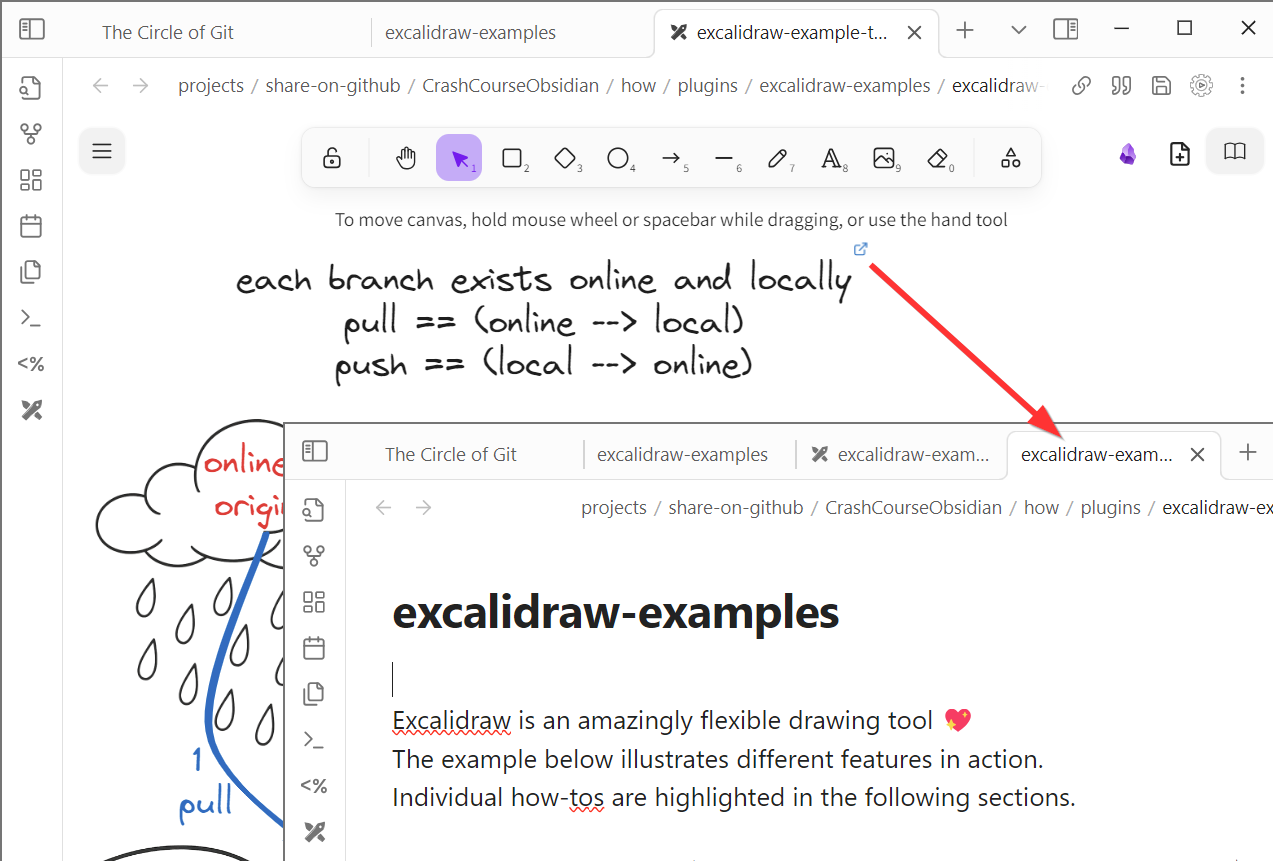 The Circle of Git
excalidraw-examples
excalidraw-example-t...
projects / share-on-github / CrashCourseObsidian / how / plugins / excalidraw-examples / excalidraw-
1
2
3
4
5
6
7
8
9
0
To move canvas, hold mouse wheel or spacebar while dragging, or use the hand tool
each branch exists online and locally
pull == (online --> local)
push == (local --> online)
<%
online
origi
1
pull
The Circle of Git
excalidraw-examples
excalidraw-exam...
excalidraw-exam...
projects / share-on-github / CrashCourseObsidian / how / plugins / excalidraw-ex
<%
excalidraw-examples
Excalidraw is an amazingly flexible drawing tool 💖
The example below illustrates different features in action.
Individual how-tos are highlighted in the following sections.